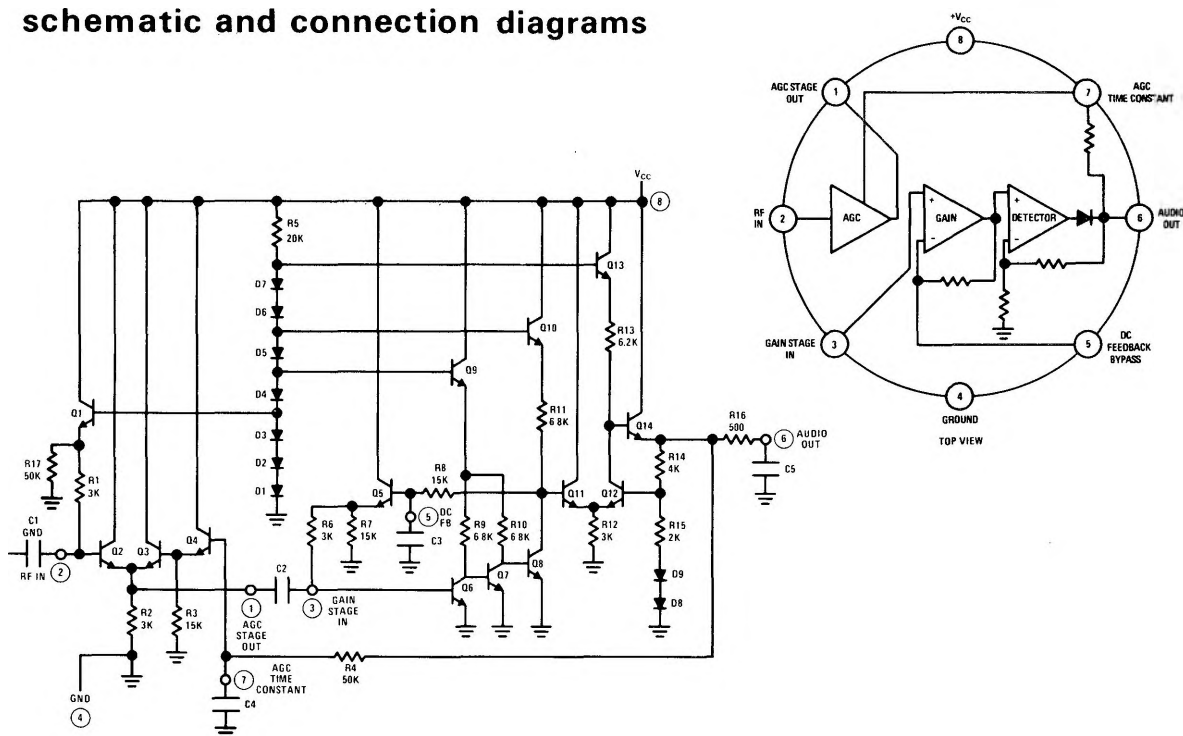 schematic and connection diagrams
+VCC
8
AGC STAGE
OUT
1
7
AGC
TIME CONSTANT
RF
IN
2
AGC
+
-
GAIN
+
-
DETECTOR
6
AUDIO
OUT
GAIN STAGE
IN
3
5
DC
FEEDBACK
BYPASS
4
GROUND
TOP VIEW
VCC
8
R5
20K
D7
D6
D5
D4
D3
D2
D1
Q13
Q10
Q9
R13
6.2K
Q1
R17
50K
R1
3K
R11
6 8K
Q14
R16
500
6
AUDIO
OUT
C5
R14
4K
Q5
R8
15K
Q11
Q12
5
DC
FB
C3
R6
3K
R7
15K
R9
6 8K
R10
6 8K
R12
3K
R15
2K
C1
GND
RF IN
2
Q2
Q3
Q4
C2
Q6
Q7
Q8
D9
D8
R2
3K
R3
15K
1
AGC
STAGE
OUT
3
GAIN
STAGE
IN
R4
50K
GND
4
7
AGC
TIME
CONSTANT
C4